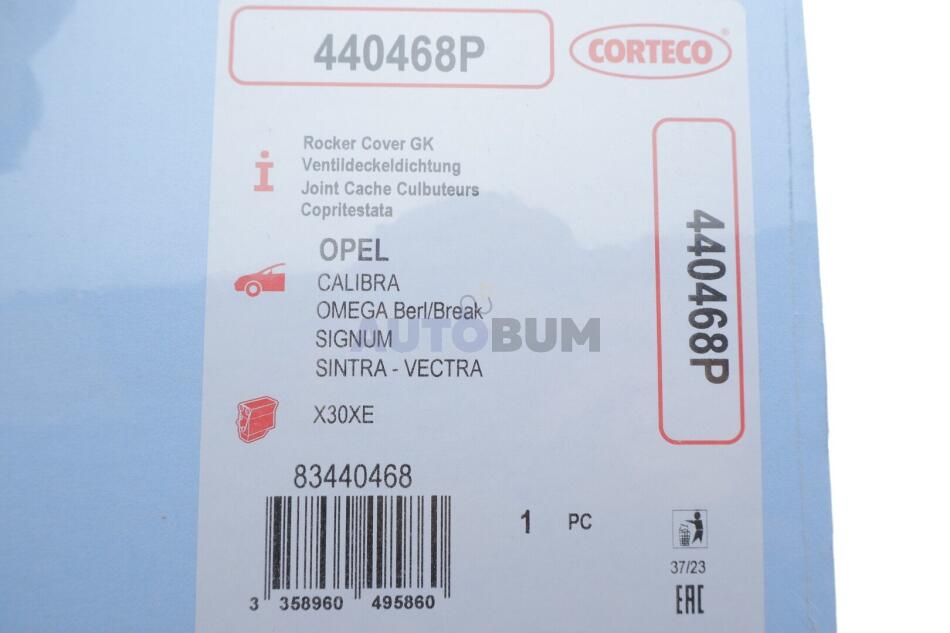 440468P
CORTECO®
Rocker Cover GK
Ventildeckeldichtung
Joint Cache Culbuteurs
Copritestata
OPEL
CALIBRA
OMEGA Berl/Break
SIGNUM
SINTRA - VECTRA
AUTOBUM
X30XE
440468P
83440468
1 PC
3 358960 495860
37/23
EAC